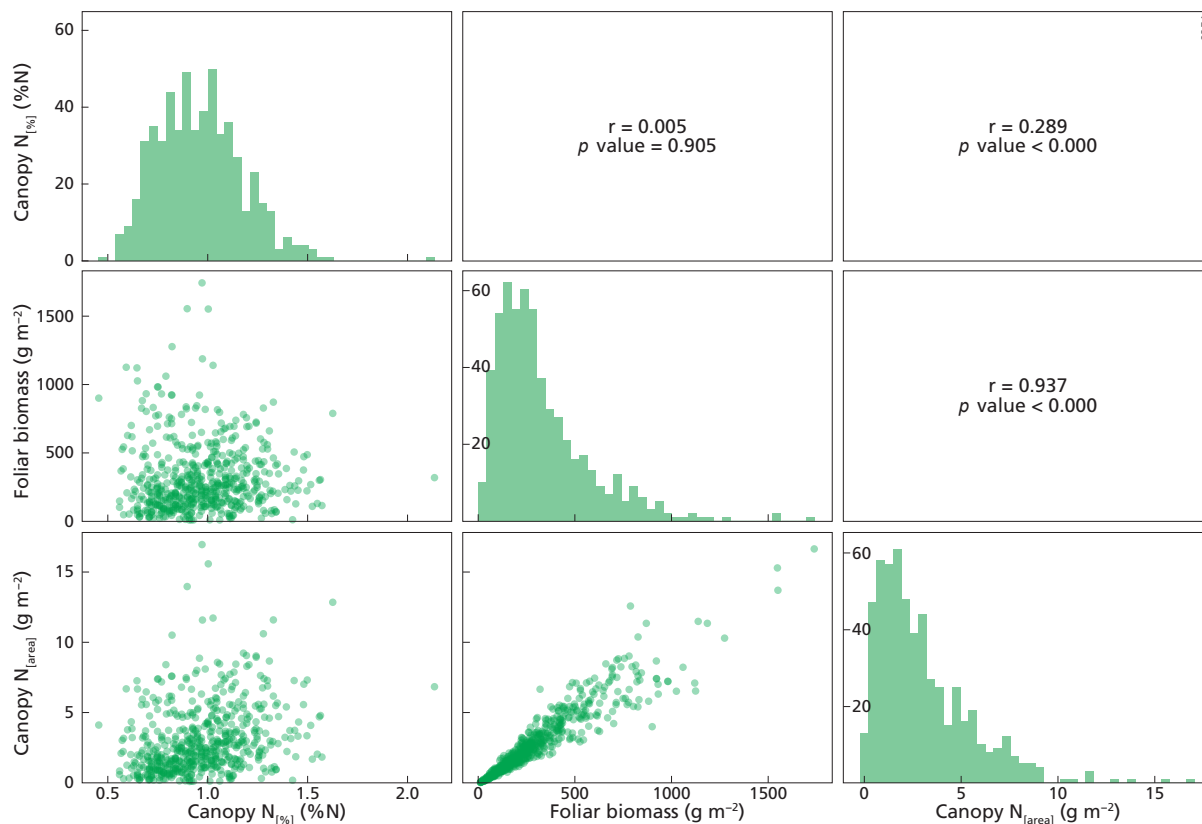 60
40
20
0
Canopy N[%] (%N)
r = 0.005
p value = 0.905
r = 0.289
p value < 0.000
1500
1000
500
0
Foliar biomass (g m⁻²)
60
40
20
r = 0.937
p value < 0.000
15
10
5
0
Canopy N[area] (g m⁻²)
60
40
20
0.5 1.0 1.5 2.0
Canopy N[%] (%N)
0 500 1000 1500
Foliar biomass (g m⁻²)
0 5 10 15
Canopy N[area] (g m⁻²)